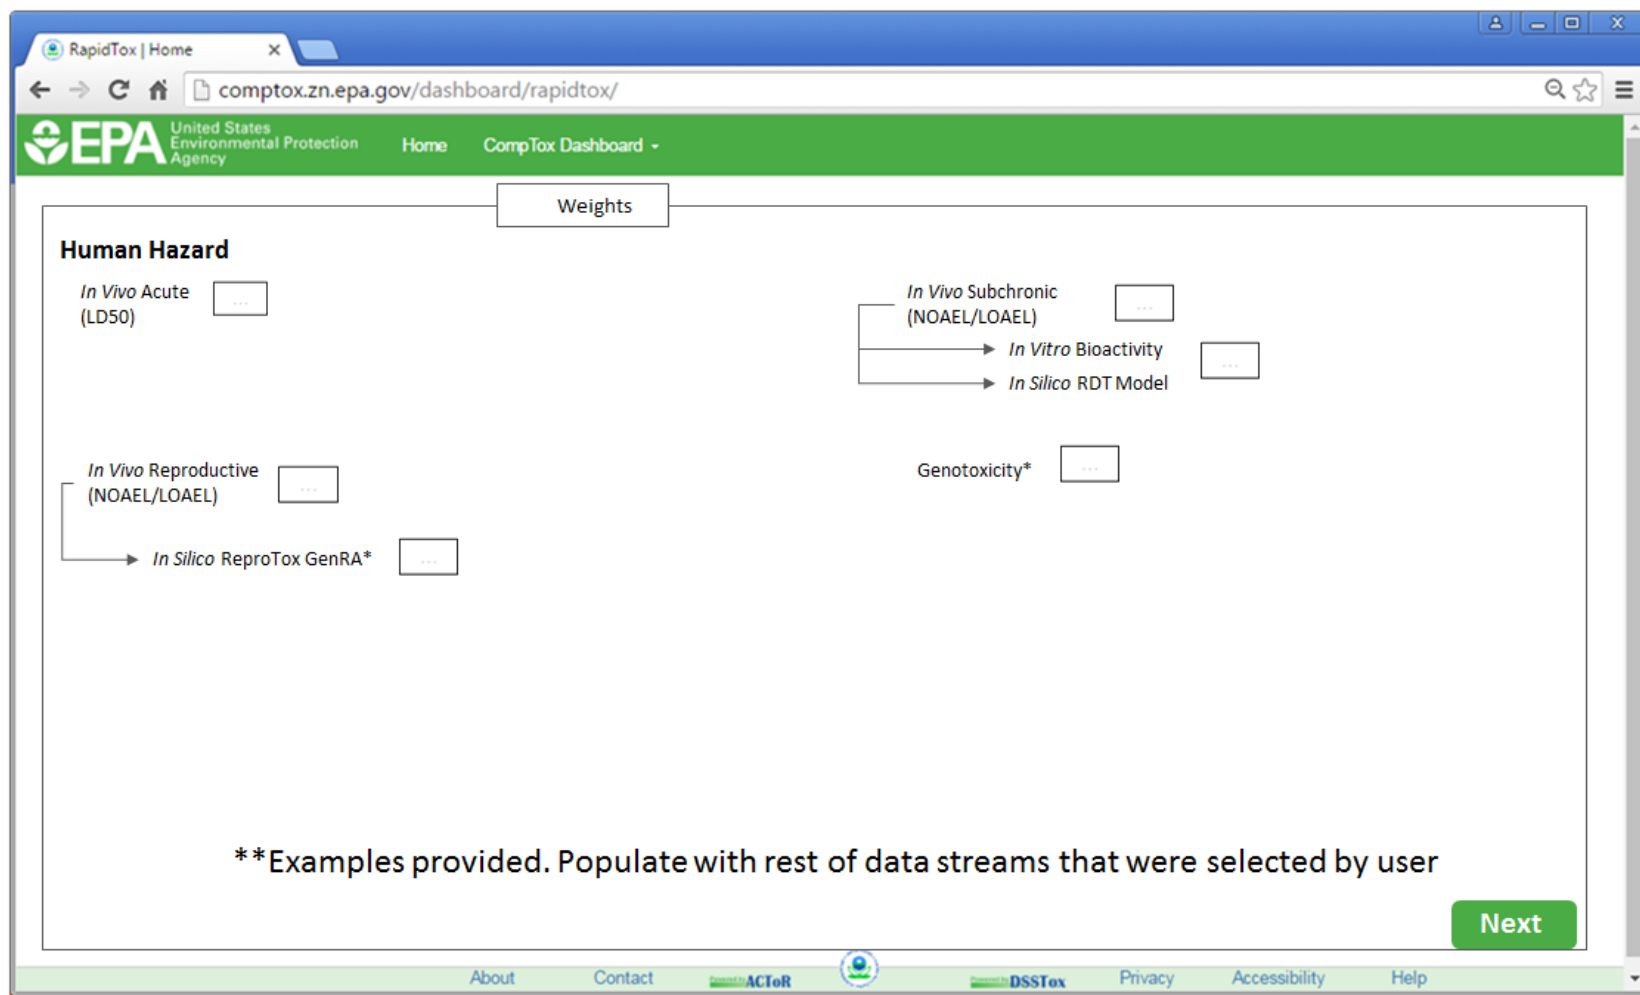 RapidTox | Home
comptox.zn.epa.gov/dashboard/rapidtox/
EPA
United States
Environmental Protection
Agency
Home
CompTox Dashboard
Weights
Human Hazard
In Vivo Acute
(LD50)
...
In Vivo Subchronic
(NOAEL/LOAEL)
...
In Vitro Bioactivity
In Silico RDT Model
...
In Vivo Reproductive
(NOAEL/LOAEL)
...
Genotoxicity*
...
In Silico ReproTox GenRA*
...
**Examples provided. Populate with rest of data streams that were selected by user
Next
About
Contact
ACToR
DSSTox
Privacy
Accessibility
Help